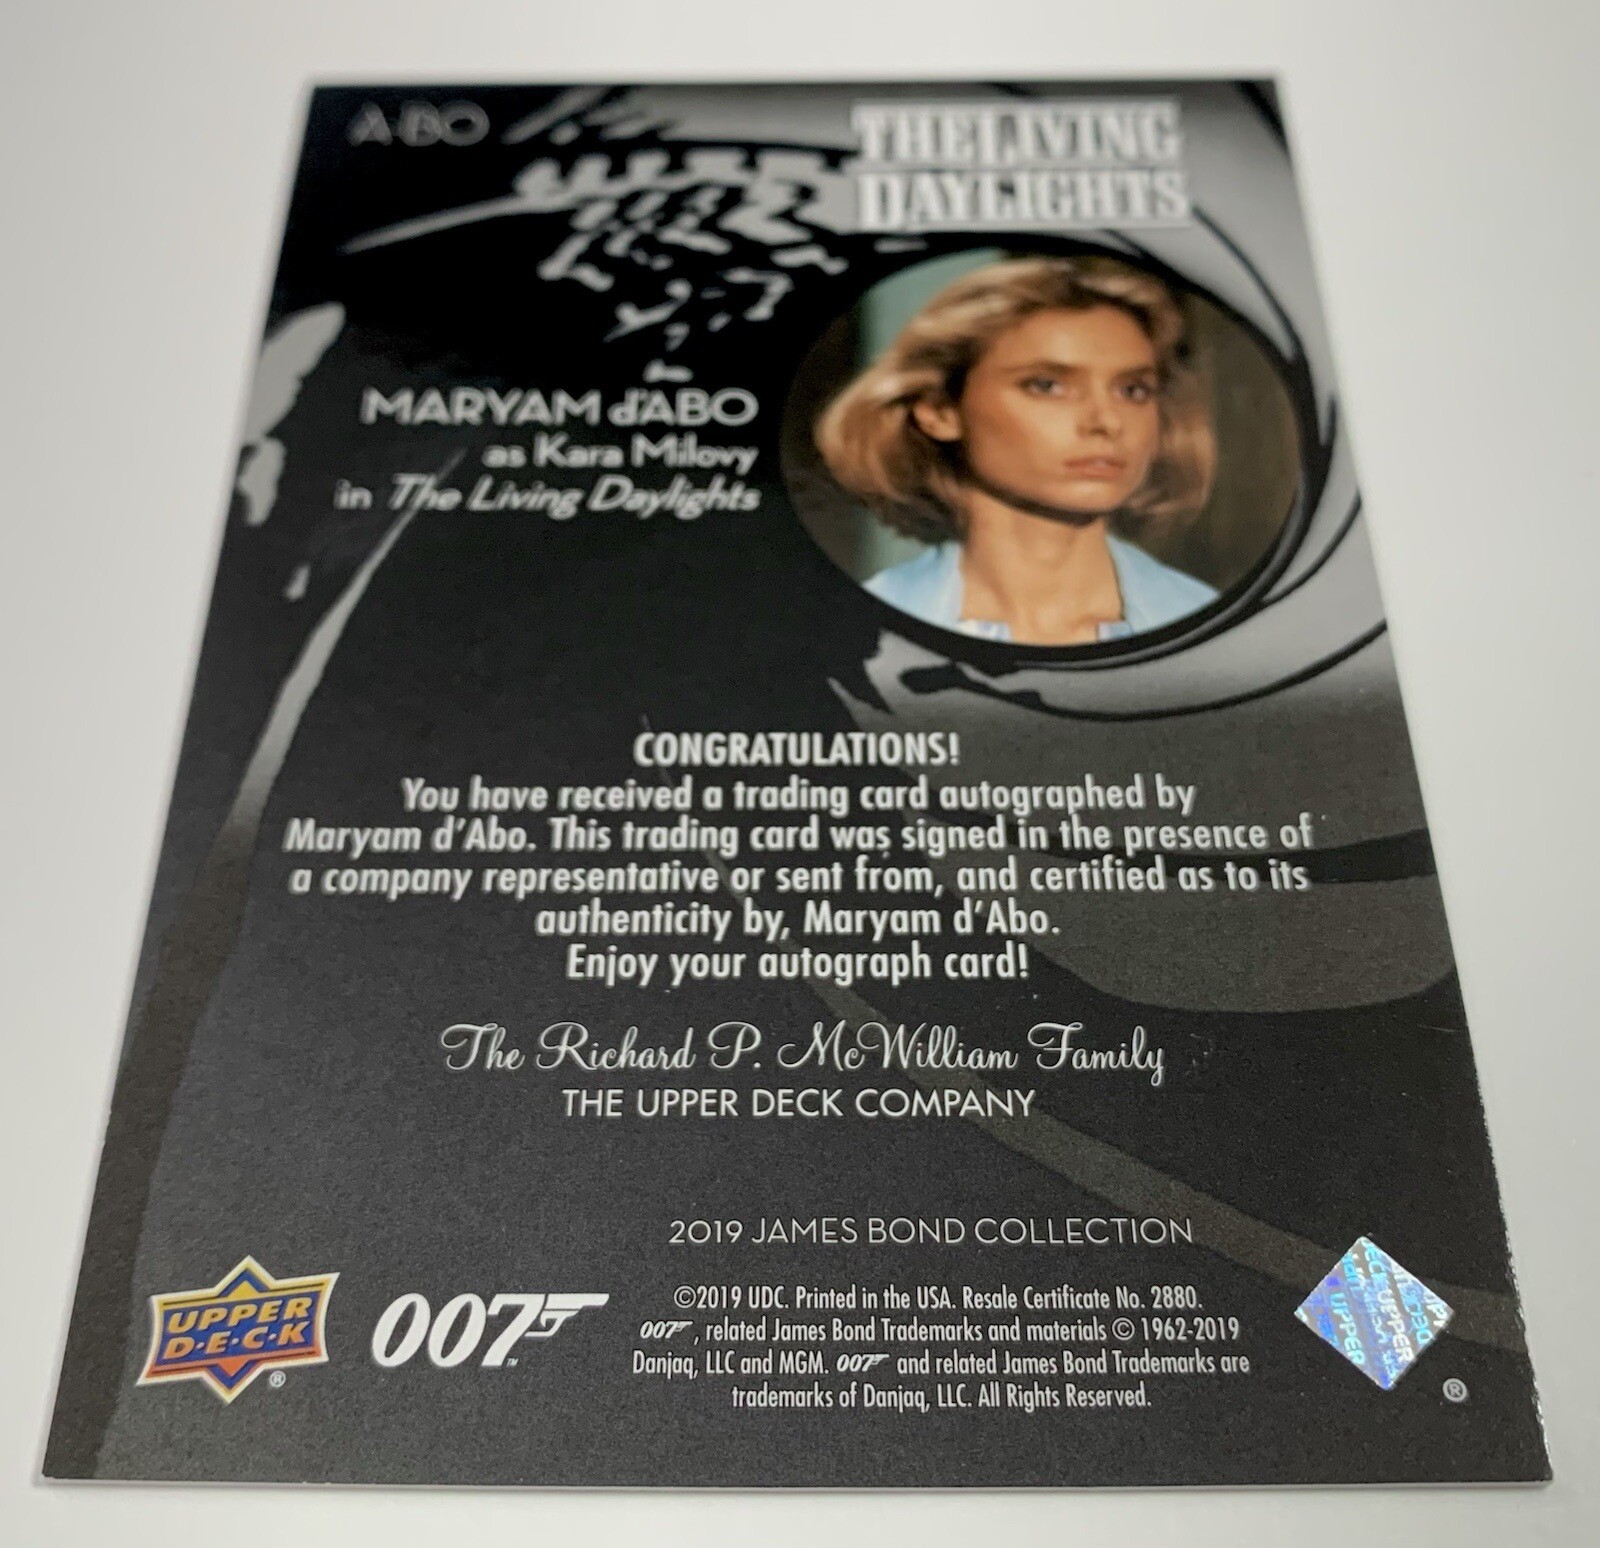 A-BO
THE LIVING
DAYLIGHTS
MARYAM d'ABO
as Kara Milovy
in The Living Daylights
CONGRATULATIONS!
You have received a trading card autographed by
Maryam d'Abo. This trading card was signed in the presence of
a company representative or sent from, and certified as to its
authenticity by, Maryam d'Abo.
Enjoy your autograph card!
The Richard P. McWilliam Family
THE UPPER DECK COMPANY
2019 JAMES BOND COLLECTION
©2019 UDC. Printed in the USA. Resale Certificate No. 2880.
007, related James Bond Trademarks and materials © 1962-2019
Danjaq, LLC and MGM. 007 and related James Bond Trademarks are
trademarks of Danjaq, LLC. All Rights Reserved.
UPPER
D·E·C·K
®
007
™
UPPER
UPPER
®